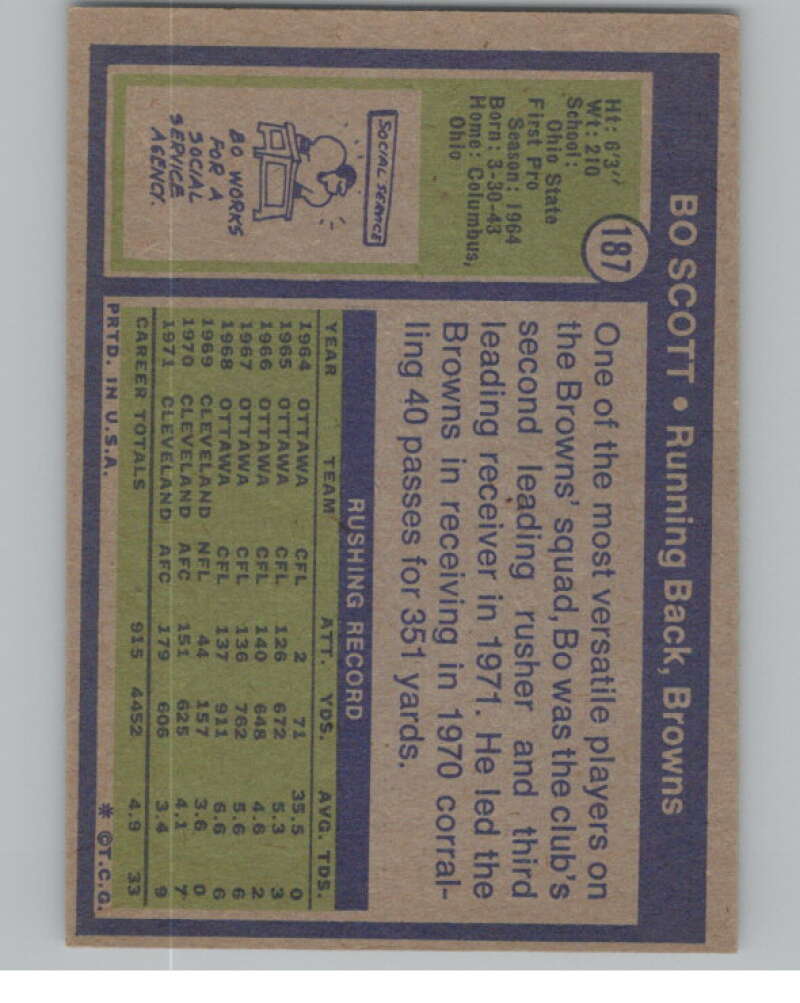 BO SCOTT • Running Back, Browns
187
Ht: 6'3"
Wt: 210
School:
Ohio State
First Pro
Season: 1964
Born: 3-30-43
Home: Columbus,
Ohio
SOCIAL SERVICE
BO WORKS
FOR A
SOCIAL
SERVICE
AGENCY.
One of the most versatile players on
the Browns' squad, Bo was the club's
second leading rusher and third
leading receiver in 1971. He led the
Browns in receiving in 1970 corral-
ling 40 passes for 351 yards.
RUSHING RECORD
YEAR TEAM ATT. YDS. AVG. TDS.
1964 OTTAWA CFL 2 71 35.5 0
1965 OTTAWA CFL 126 672 5.3 3
1966 OTTAWA CFL 140 648 4.6 2
1967 OTTAWA CFL 136 762 5.6 6
1968 OTTAWA CFL 137 911 6.6 6
1969 CLEVELAND NFL 44 157 3.6 0
1970 CLEVELAND AFC 151 625 4.1 7
1971 CLEVELAND AFC 179 606 3.4 9
CAREER TOTALS 915 4452 4.9 33
PRTD. IN U.S.A. * ©T.C.G.